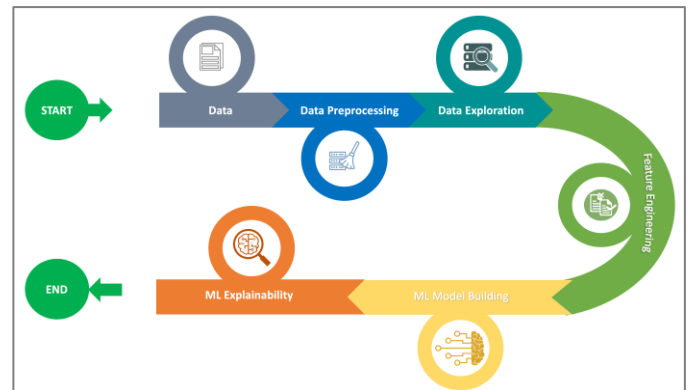 START
Data
Data Preprocessing
Data Exploration
Feature Engineering
ML Model Building
ML Explainability
END